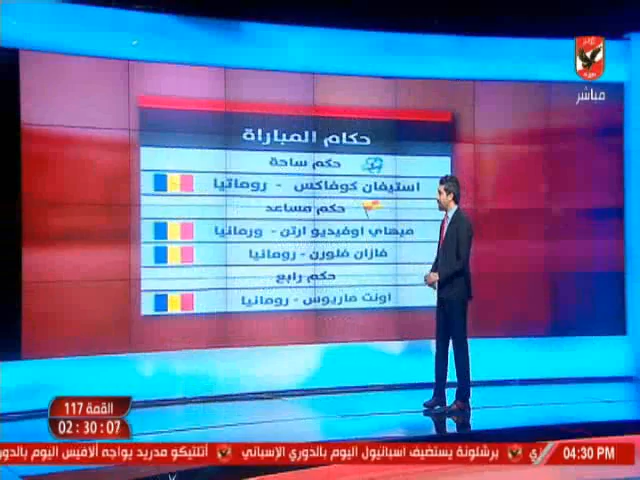 مباشر
حكام المباراة
حكم ساحة
استيفان كوفاكس - رومانيا
حكم مساعد
ميهاي اوفيديو ارتن - ورمانيا
فازان فلورن - رومانيا
حكم رابع
اونت ماريوس - رومانيا
القمة 117
02:30:07
04:30 PM
برشلونة يستضيف اسبانيول اليوم بالدوري الإسباني
أتلتيكو مدريد يواجه ألافيس اليوم بالدوري